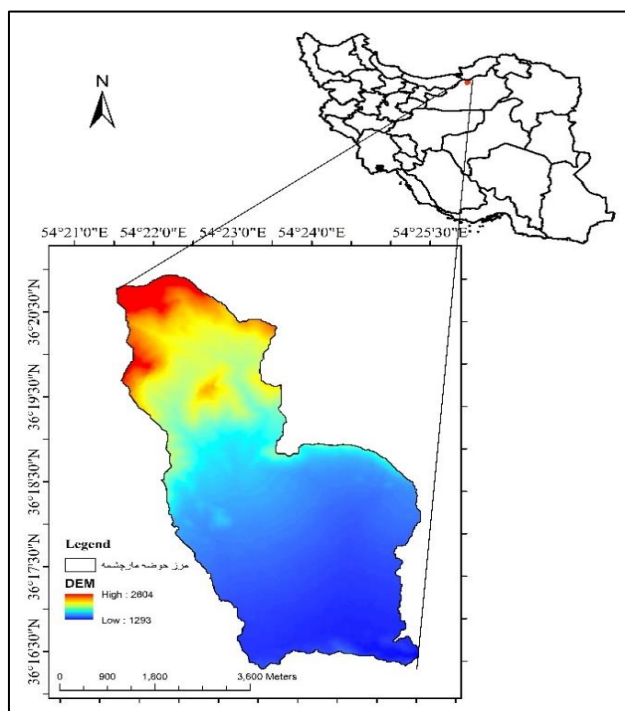 N
54°21'0"E 54°22'0"E 54°23'0"E 54°24'0"E 54°25'30"E
36°20'30"N
36°19'30"N
36°18'30"N
36°17'30"N
36°16'30"N
Legend
مرز حوضه مارچشمه
DEM
High : 2604
Low : 1293
0 900 1,800 3,600 Meters